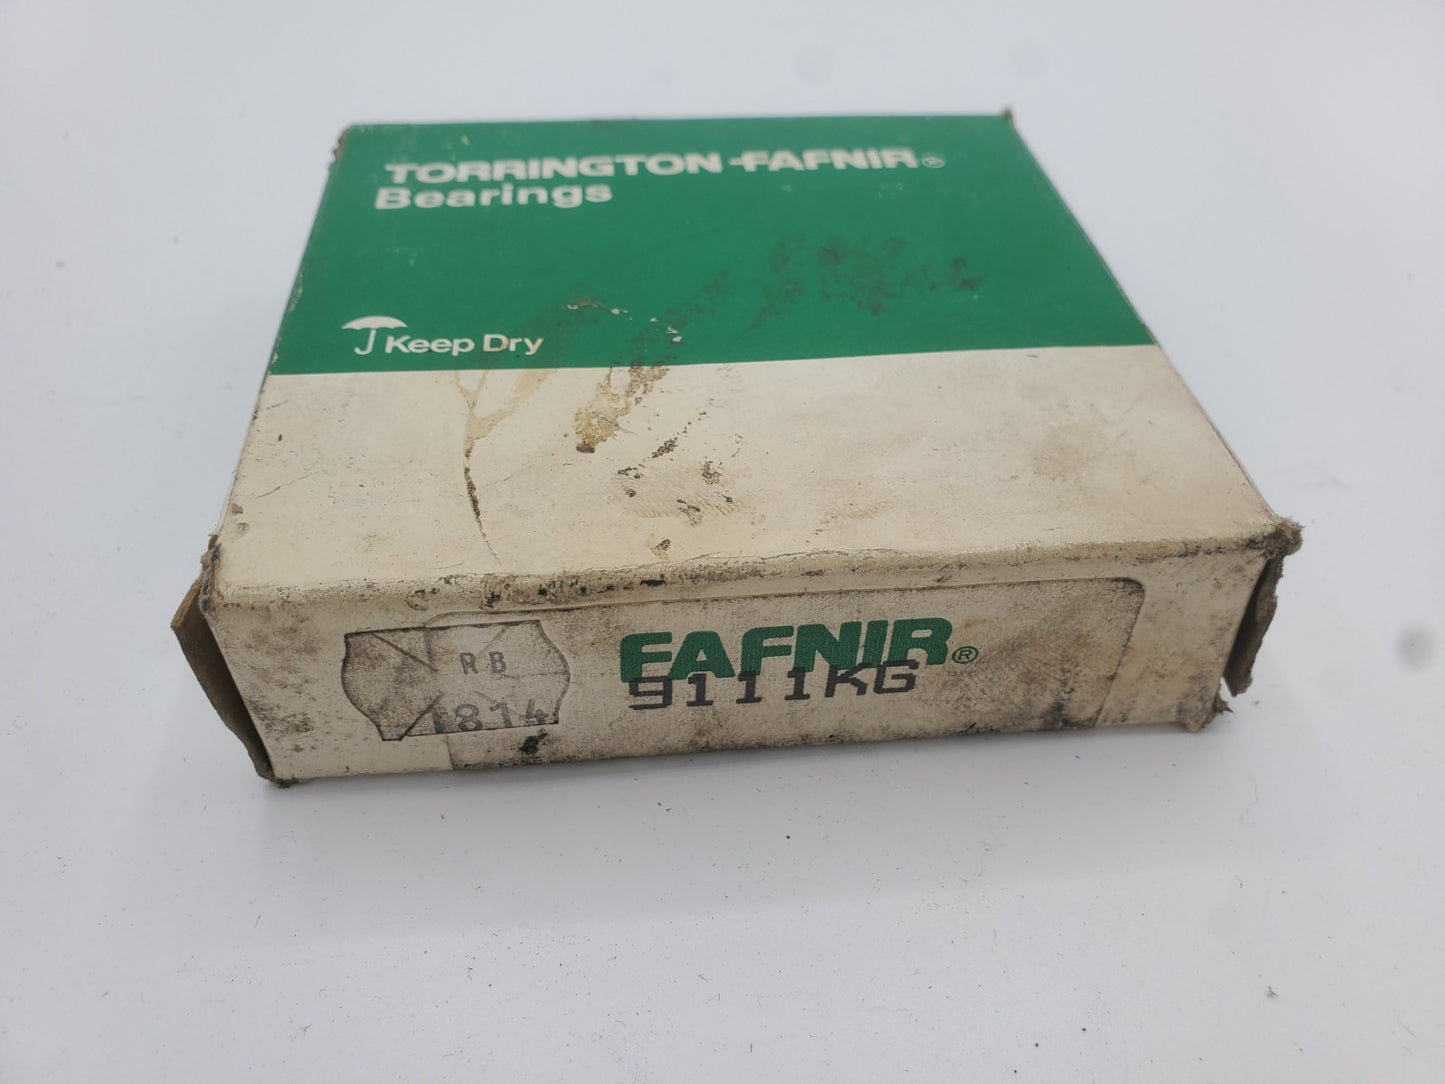 TORRINGTON-FAFNIR®
Bearings
Keep Dry
RB
1814
FAFNIR®
9111KG